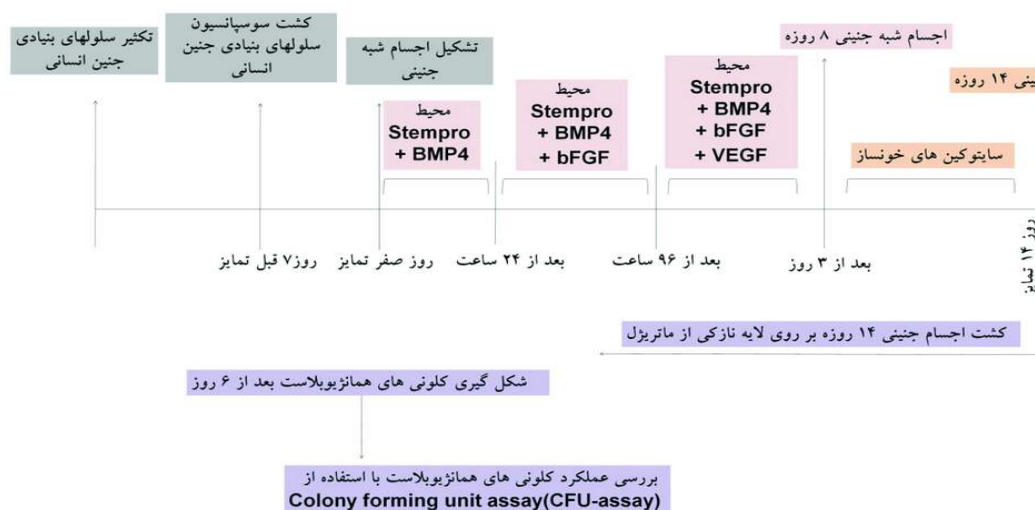 تکثیر سلولهای بنیادی
جنین انسانی
کشت سوسپانسیون
سلولهای بنیادی جنین
انسانی
تشکیل اجسام شبه
جنینی
محیط
Stempro
+ BMP4
محیط
Stempro
+ BMP4
+ bFGF
محیط
Stempro
+ BMP4
+ bFGF
+ VEGF
اجسام شبه جنینی ۸ روزه
ینی ۱۴ روزه
سایتوکین های خونساز
روز۷ قبل تمایز
روز صفر تمایز
بعد از ۲۴ ساعت
بعد از ۹۶ ساعت
بعد از ۳ روز
روز ۱۴ تمایز
کشت اجسام جنینی ۱۴ روزه بر روی لایه نازکی از ماتریژل
شکل گیری کلونی های همانژیوبلاست بعد از ۶ روز
بررسی عملکرد کلونی های همانژیوبلاست با استفاده از
Colony forming unit assay(CFU-assay)